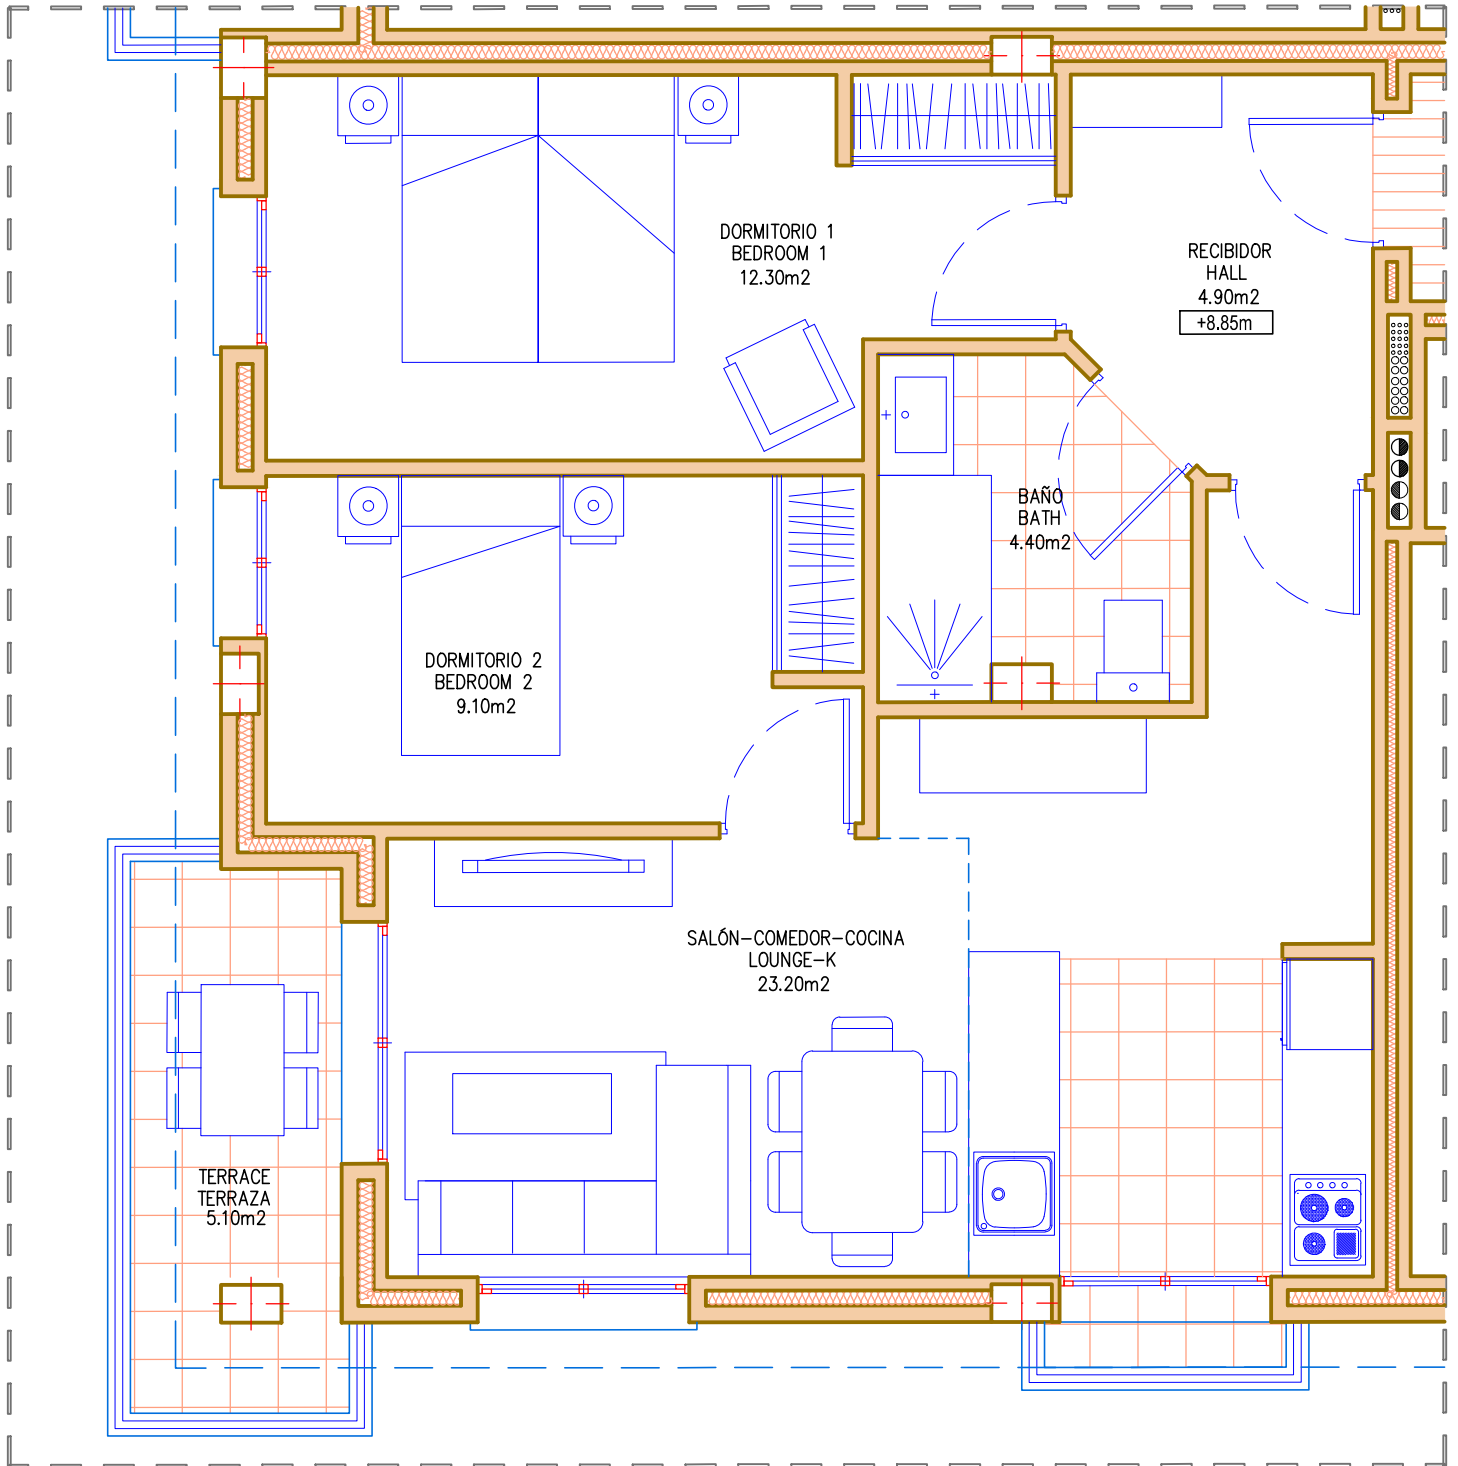 DORMITORIO 1
BEDROOM 1
12.30m2
RECIBIDOR
HALL
4.90m2
+8.85m
BAÑO
BATH
4.40m2
DORMITORIO 2
BEDROOM 2
9.10m2
SALÓN-COMEDOR-COCINA
LOUNGE-K
23.20m2
TERRACE
TERRAZA
5.10m2